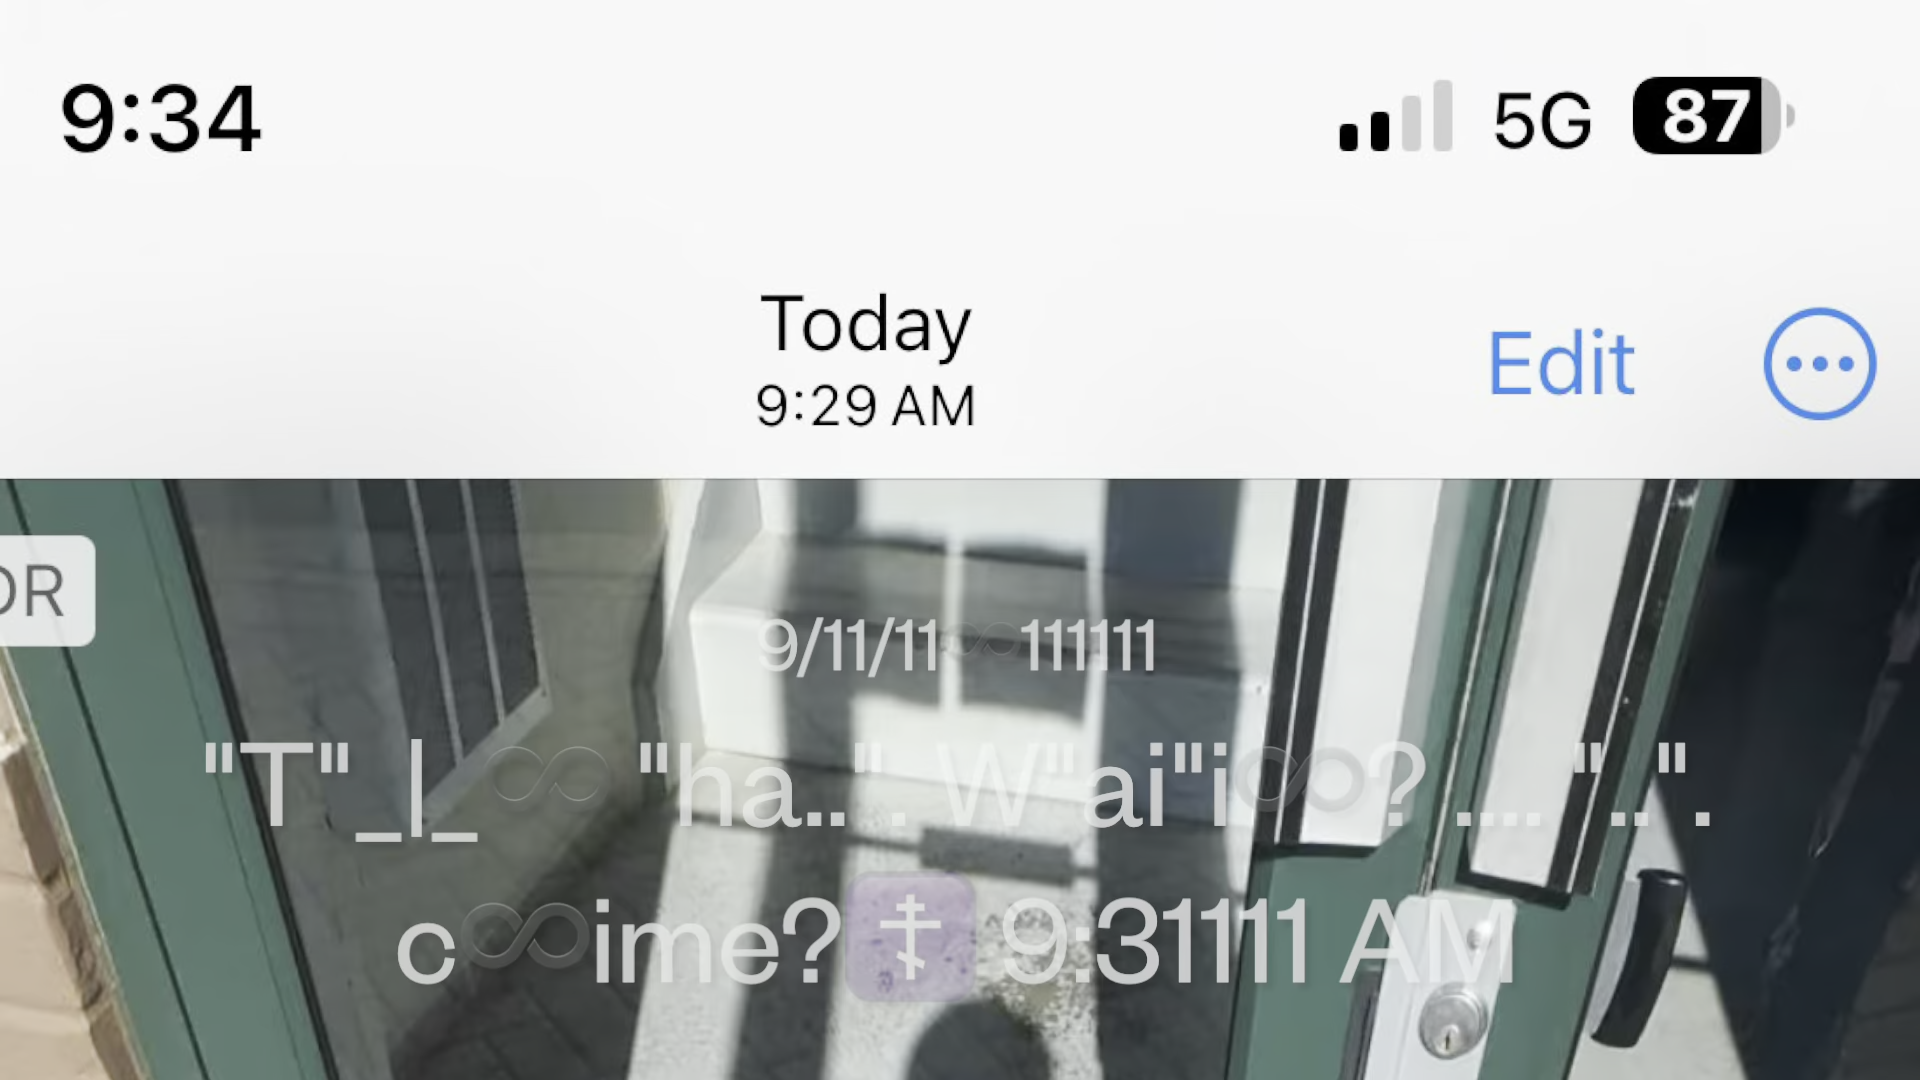 9:34 5G 87
Today
Edit
9:29 AM
DR
9/11/11∞111111
"T"_|_∞"ha..". W"ai"i∞? .... "..".
c∞ime?☦9:31111 AM